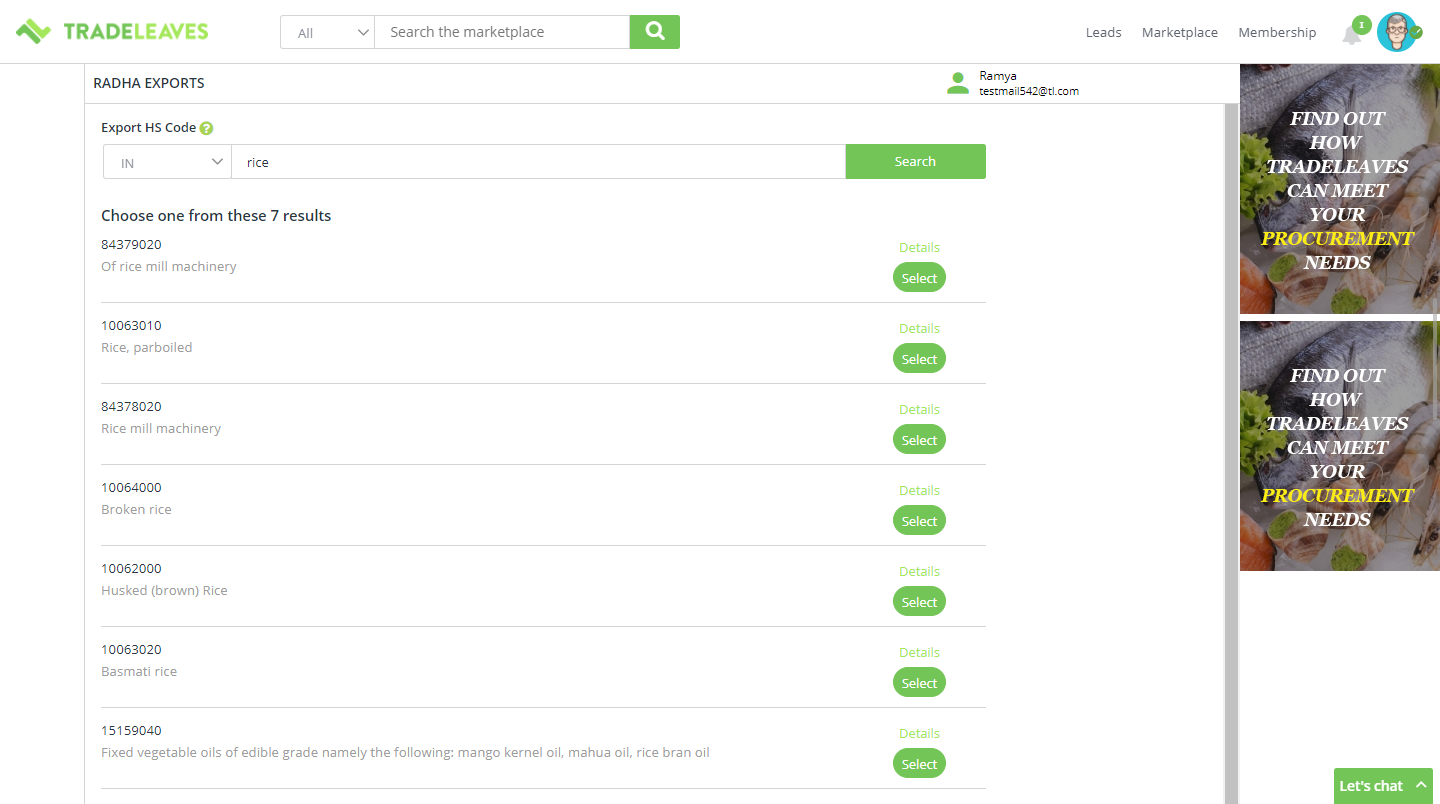 TRADELEAVES
All
Search the marketplace
Leads
Marketplace
Membership
1
RADHA EXPORTS
Ramya
testmail542@tl.com
Export HS Code ?
IN
rice
Search
Choose one from these 7 results
84379020
Of rice mill machinery
Details
Select
10063010
Rice, parboiled
Details
Select
84378020
Rice mill machinery
Details
Select
10064000
Broken rice
Details
Select
10062000
Husked (brown) Rice
Details
Select
10063020
Basmati rice
Details
Select
15159040
Fixed vegetable oils of edible grade namely the following: mango kernel oil, mahua oil, rice bran oil
Details
Select
FIND OUT
HOW
TRADELEAVES
CAN MEET
YOUR
PROCUREMENT
NEEDS
FIND OUT
HOW
TRADELEAVES
CAN MEET
YOUR
PROCUREMENT
NEEDS
Let's chat